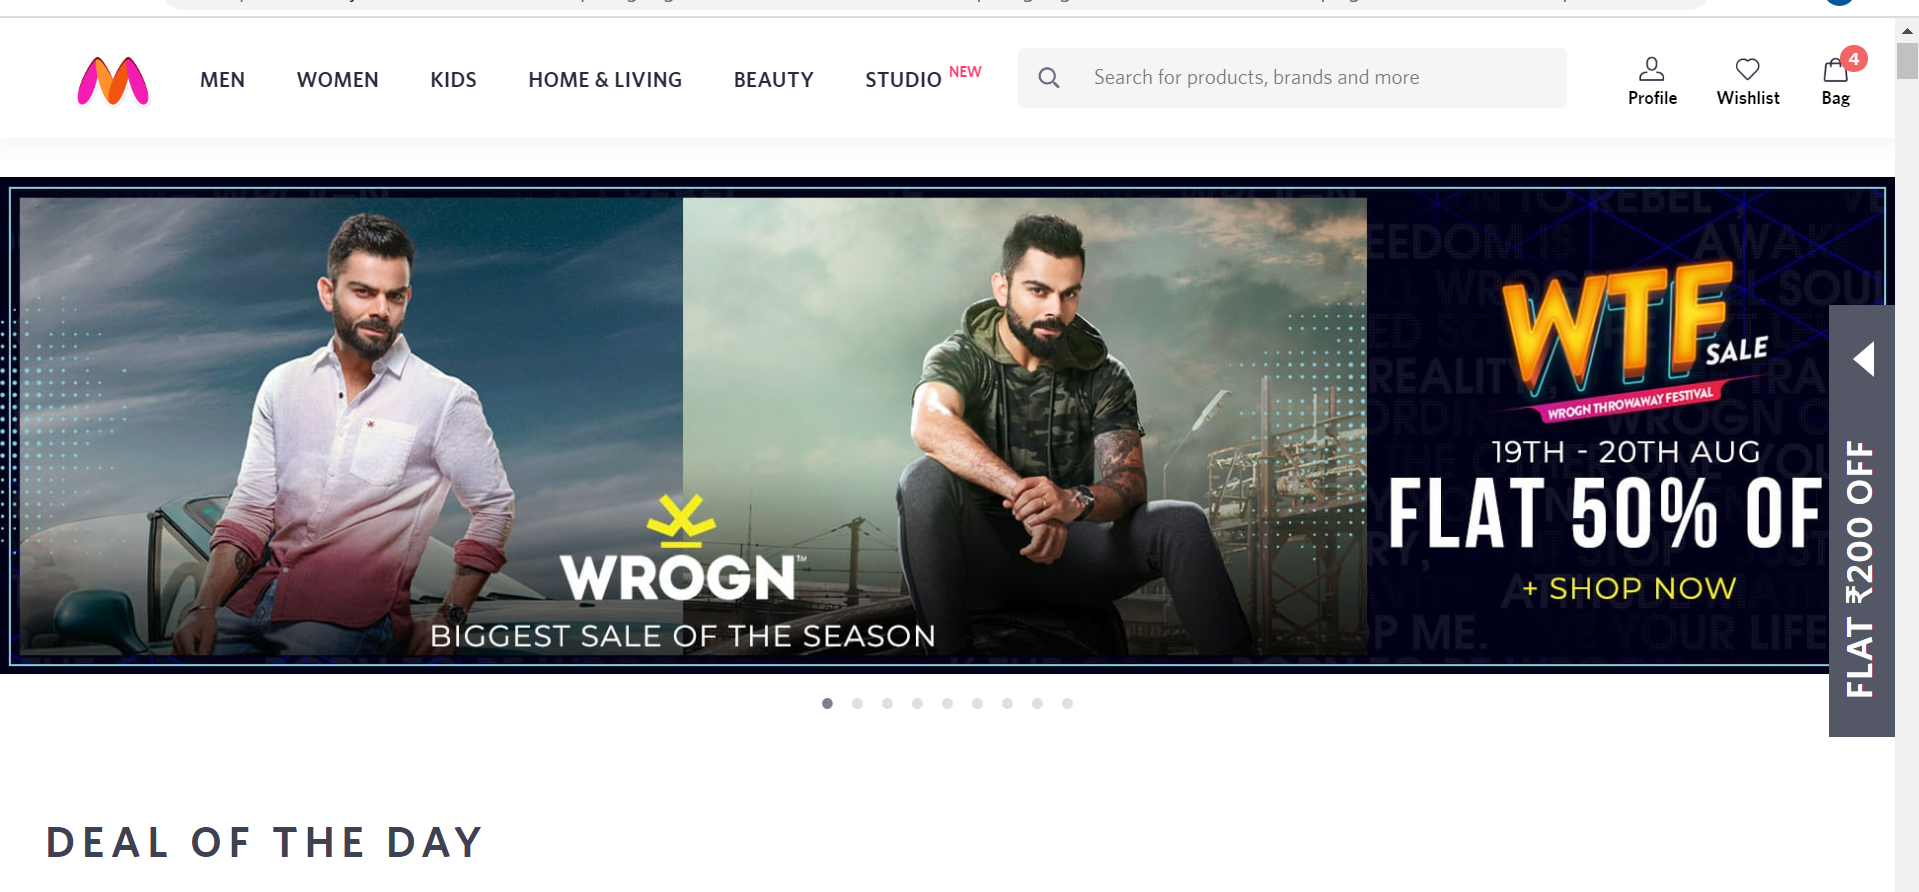 MEN WOMEN KIDS HOME & LIVING BEAUTY STUDIO NEW
Search for products, brands and more
Profile Wishlist Bag 4
WTF
SALE
WROGN THROWAWAY FESTIVAL
19TH - 20TH AUG
FLAT 50% OF
+ SHOP NOW
WROGN™
BIGGEST SALE OF THE SEASON
FLAT ₹200 OFF
DEAL OF THE DAY